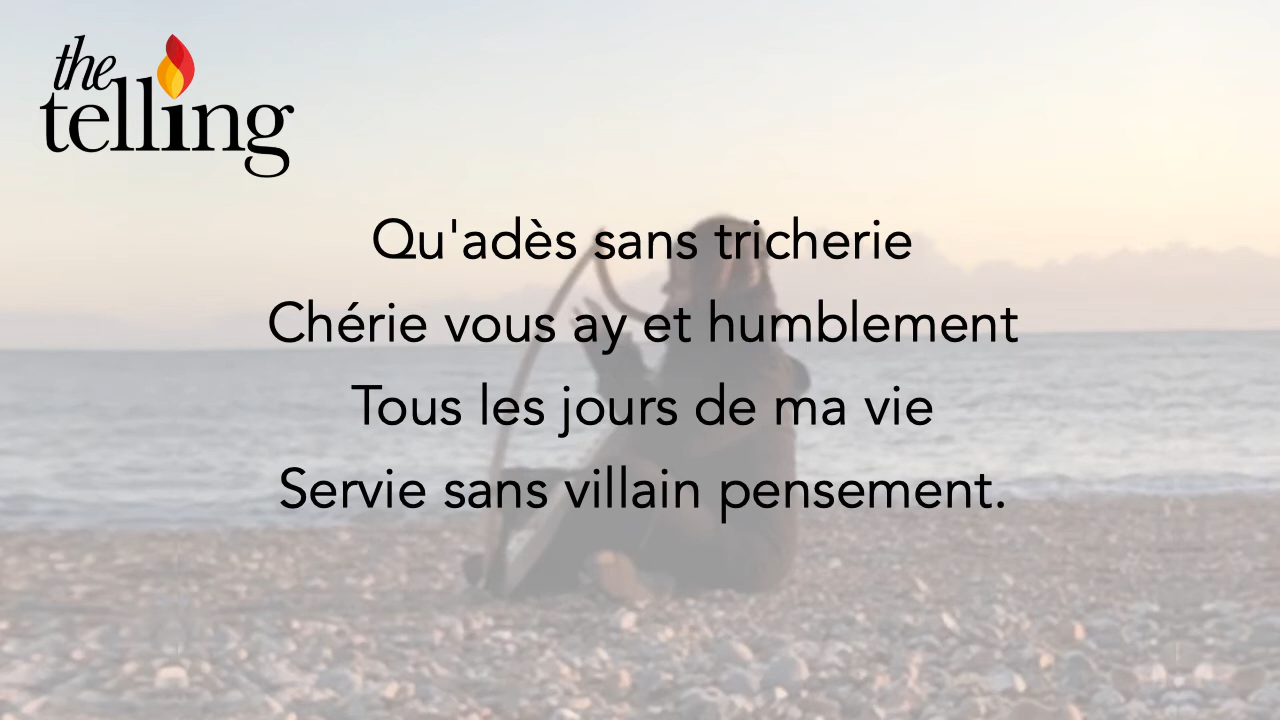 the
telling
Qu'adès sans tricherie
Chérie vous ay et humblement
Tous les jours de ma vie
Servie sans villain pensement.